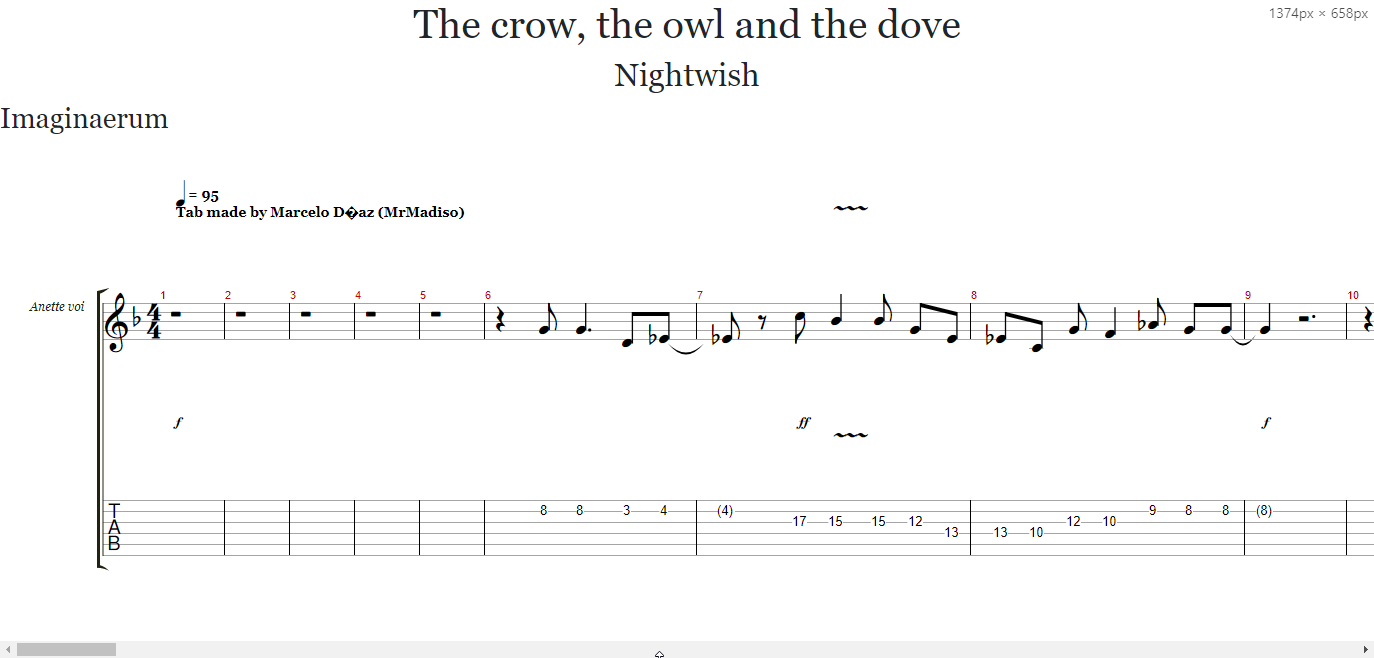 1374px × 658px
The crow, the owl and the dove
Nightwish
Imaginaerum
= 95
Tab made by Marcelo D�az (MrMadiso)
Anette voi
1 2 3 4 5 6 7 8 9 10
4
4
f ff f
T
A
B
8 8 3 4 (4) 17 15 15 12 13 13 10 12 10 9 8 8 (8)